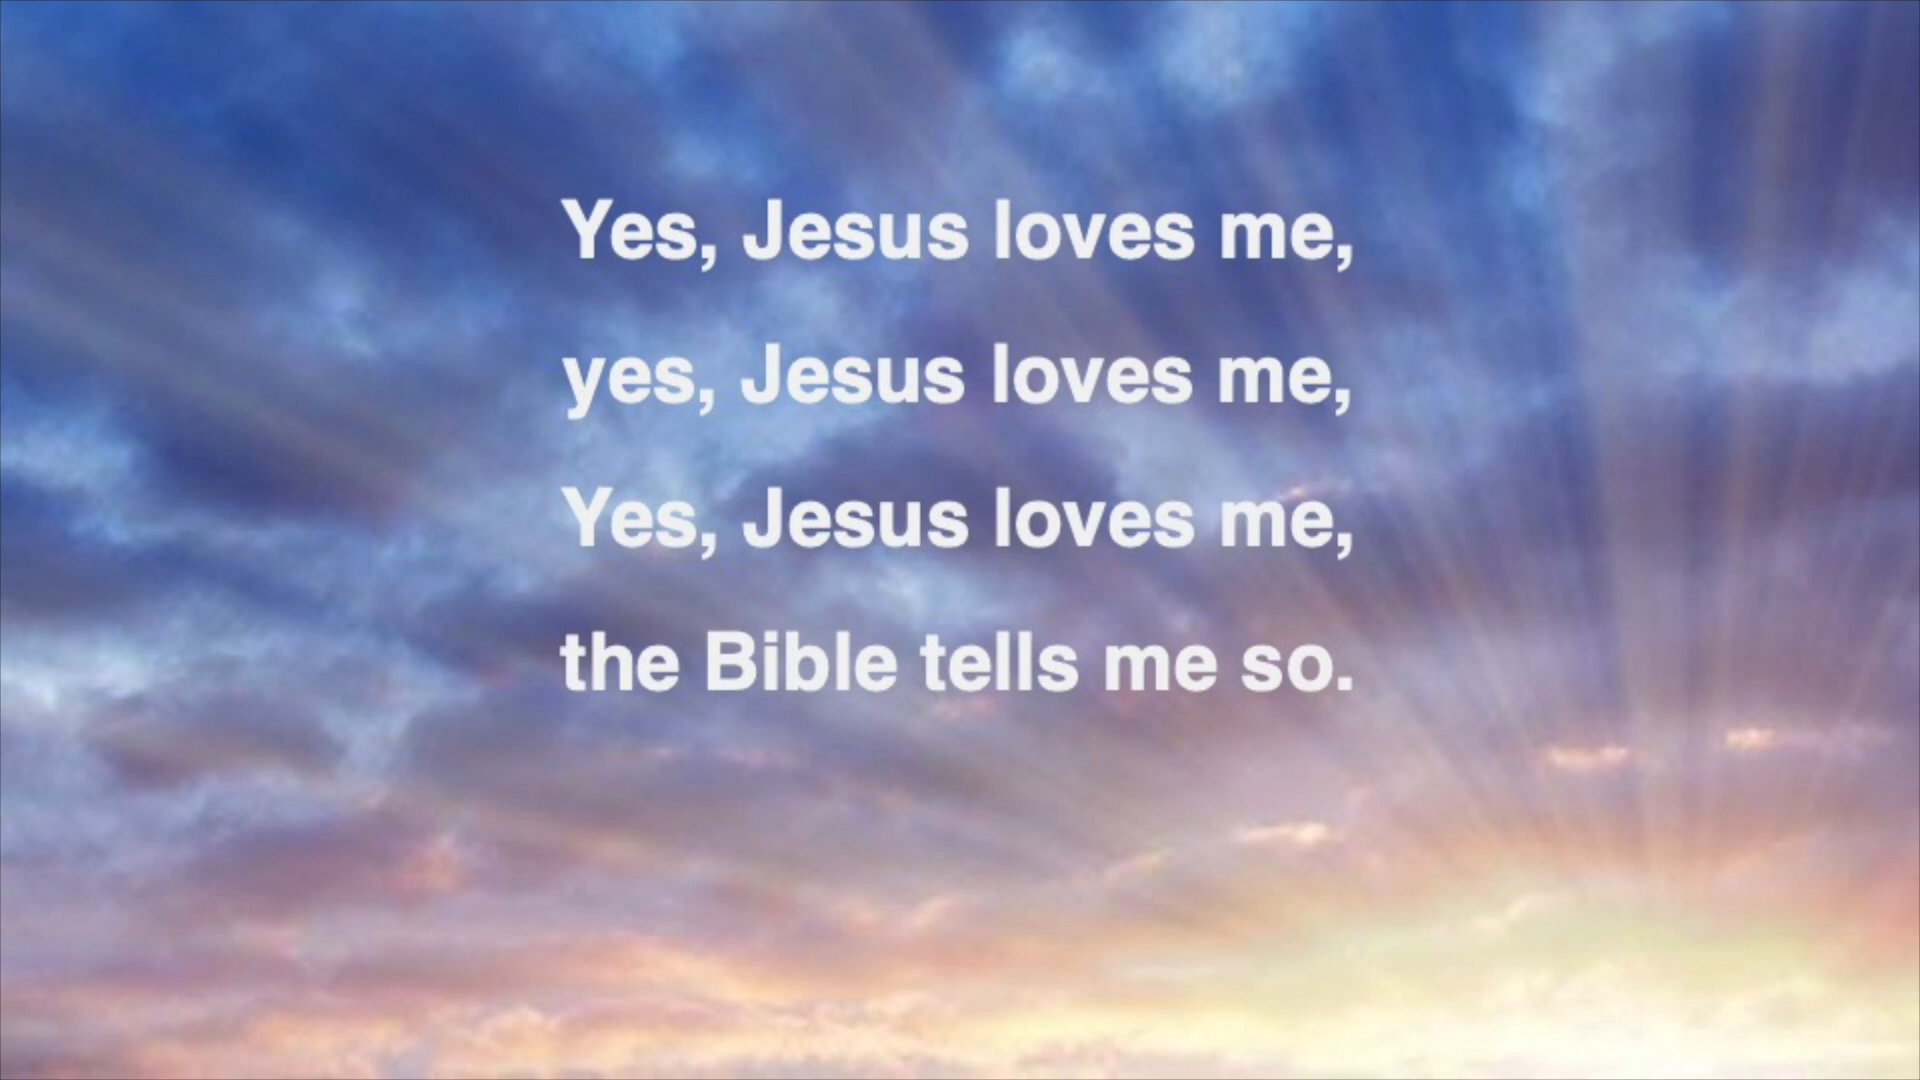 Yes, Jesus loves me,
yes, Jesus loves me,
Yes, Jesus loves me,
the Bible tells me so.